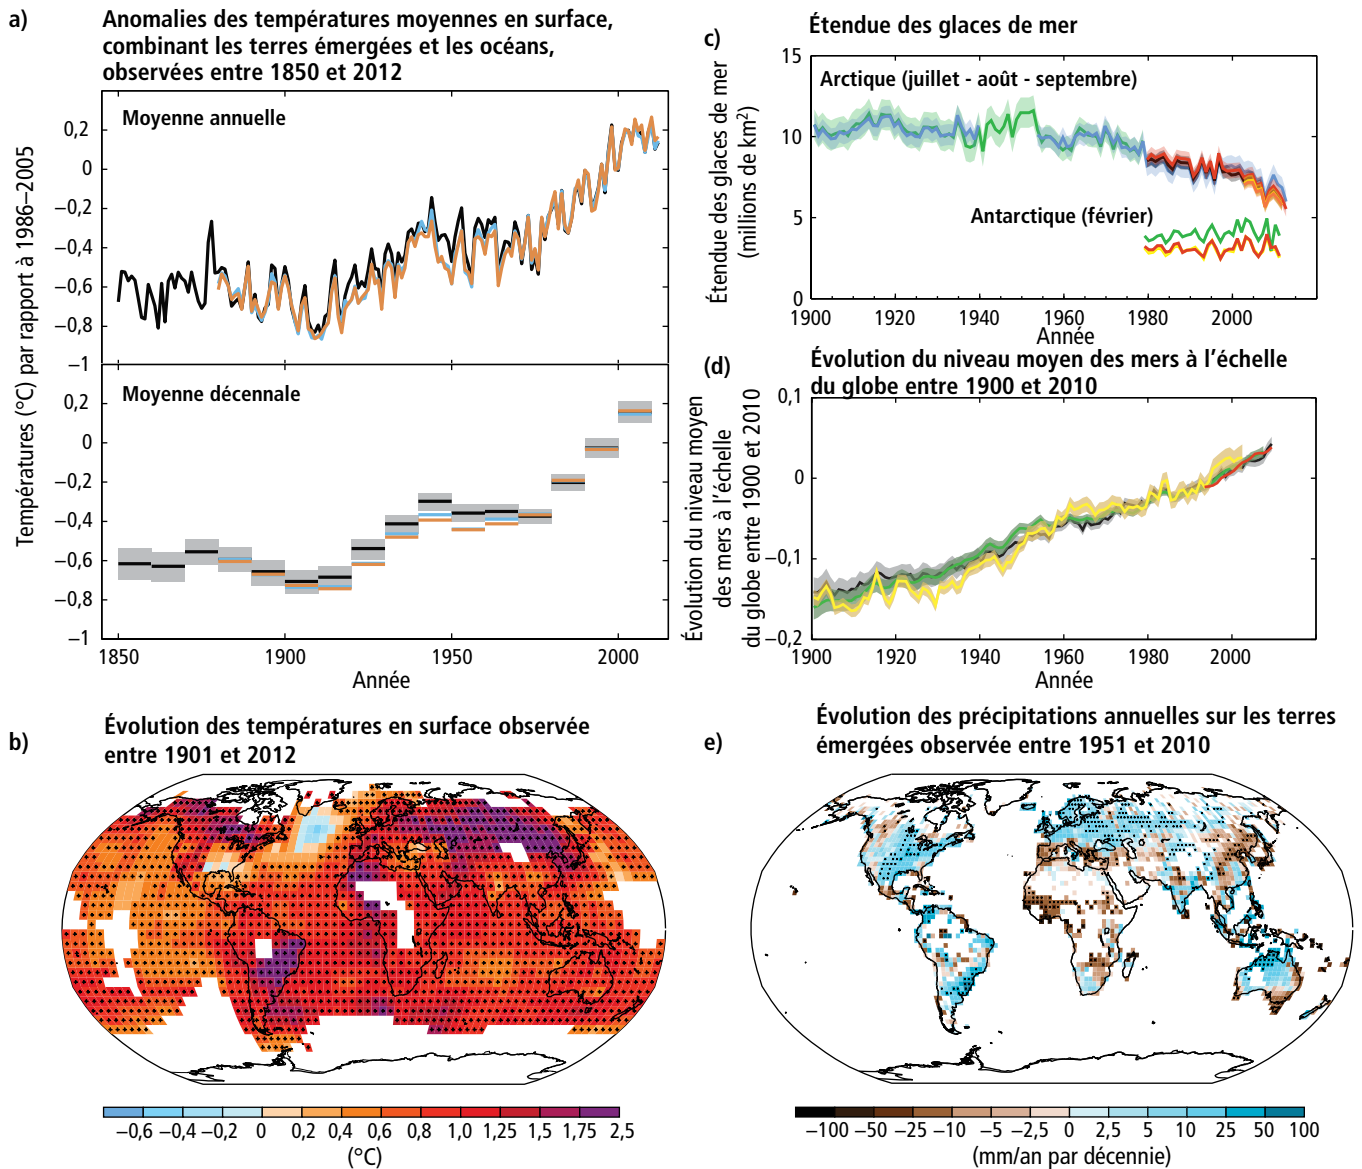 a)
Anomalies des températures moyennes en surface,
combinant les terres émergées et les océans,
observées entre 1850 et 2012
Températures (°C) par rapport à 1986–2005
Moyenne annuelle
0,2
0
−0,2
−0,4
−0,6
−0,8
−1
Moyenne décennale
0,2
0
−0,2
−0,4
−0,6
−0,8
−1
1850
1900
1950
2000
Année
c)
Étendue des glaces de mer
Étendue des glaces de mer
(millions de km²)
15
10
5
0
Arctique (juillet - août - septembre)
Antarctique (février)
1900
1920
1940
1960
1980
2000
Année
(d)
Évolution du niveau moyen des mers à l’échelle
du globe entre 1900 et 2010
Évolution du niveau moyen
des mers à l’échelle
du globe entre 1900 et 2010
0,1
0
−0,1
−0,2
1900
1920
1940
1960
1980
2000
Année
b)
Évolution des températures en surface observée
entre 1901 et 2012
−0,6 −0,4 −0,2 0 0,2 0,4 0,6 0,8 1,0 1,25 1,5 1,75 2,5
(°C)
e)
Évolution des précipitations annuelles sur les terres
émergées observée entre 1951 et 2010
−100 −50 −25 −10 −5 −2,5 0 2,5 5 10 25 50 100
(mm/an par décennie)